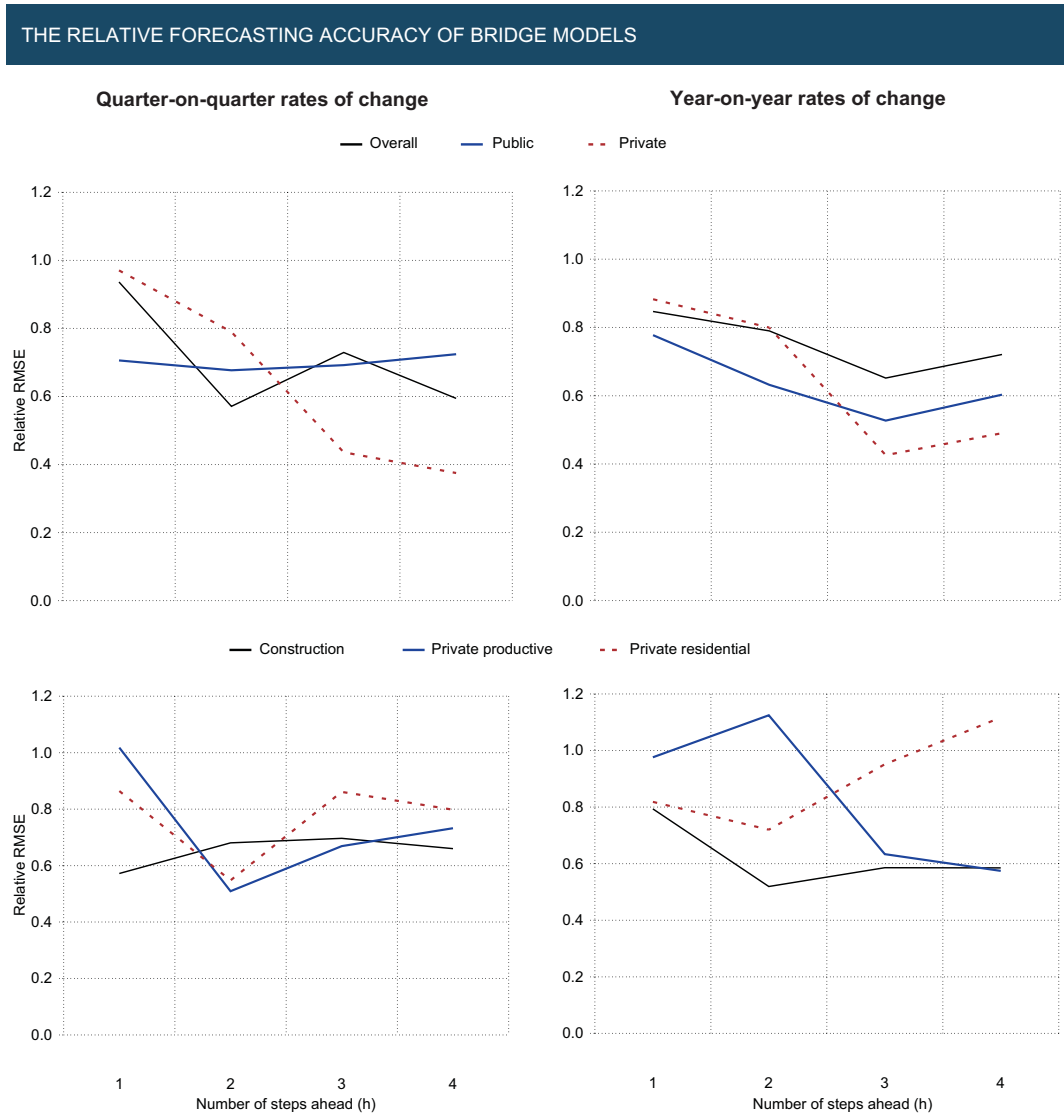 THE RELATIVE FORECASTING ACCURACY OF BRIDGE MODELS
Quarter-on-quarter rates of change
Year-on-year rates of change
Overall Public Private
Relative RMSE
1.2
1.0
0.8
0.6
0.4
0.2
0.0
1.2
1.0
0.8
0.6
0.4
0.2
0.0
Construction Private productive Private residential
Relative RMSE
1.2
1.0
0.8
0.6
0.4
0.2
0.0
1 2 3 4
Number of steps ahead (h)
1.2
1.0
0.8
0.6
0.4
0.2
0.0
1 2 3 4
Number of steps ahead (h)